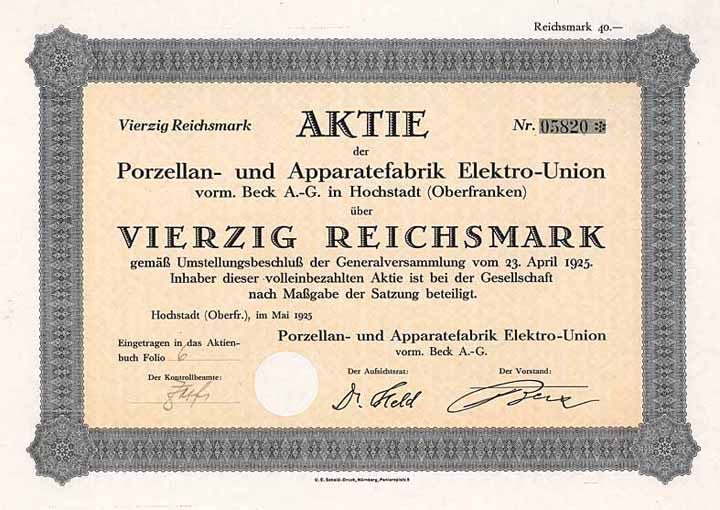 Reichsmark 40.—
Vierzig Reichsmark AKTIE Nr. 05820 ❉
der
Porzellan- und Apparatefabrik Elektro-Union
vorm. Beck A.-G. in Hochstadt (Oberfranken)
über
VIERZIG REICHSMARK
gemäß Umstellungsbeschluß der Generalversammlung vom 23. April 1925.
Inhaber dieser volleinbezahlten Aktie ist bei der Gesellschaft
nach Maßgabe der Satzung beteiligt.
Hochstadt (Oberfr.), im Mai 1925
Eingetragen in das Aktien-
buch Folio 6
Der Kontrollbeamte:
Porzellan- und Apparatefabrik Elektro-Union
vorm. Beck A.-G.
Der Aufsichtsrat: Der Vorstand:
Dr. Held
G. E. Sebald-Druck, Nürnberg,